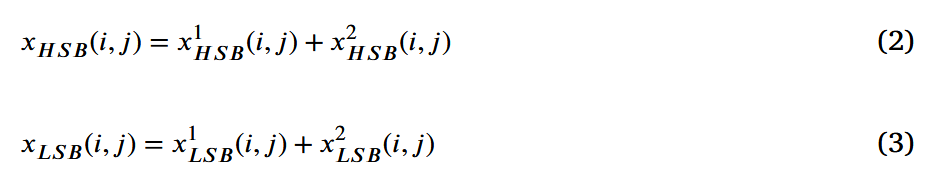 x_{HSB}(i, j) = x^1_{HSB}(i, j) + x^2_{HSB}(i, j) (2)
x_{LSB}(i, j) = x^1_{LSB}(i, j) + x^2_{LSB}(i, j) (3)